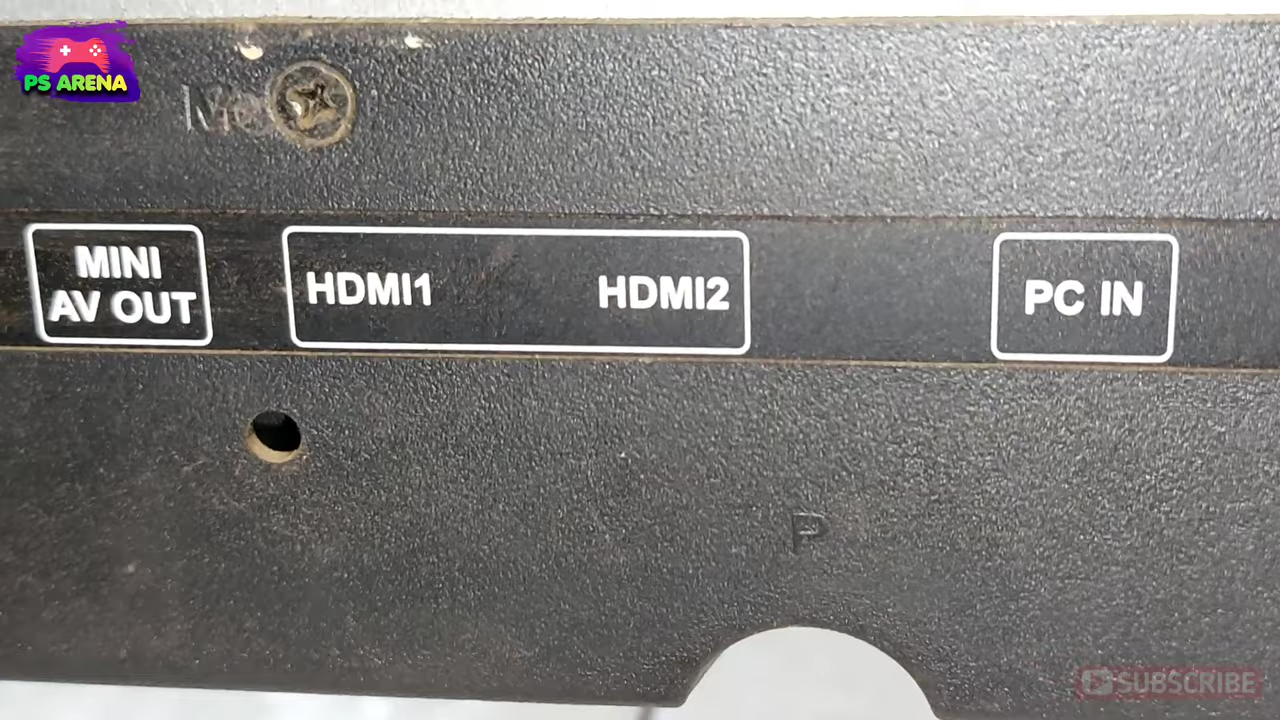 PS ARENA
MINI
AV OUT
HDMI1
HDMI2
PC IN
P
SUBSCRIBE